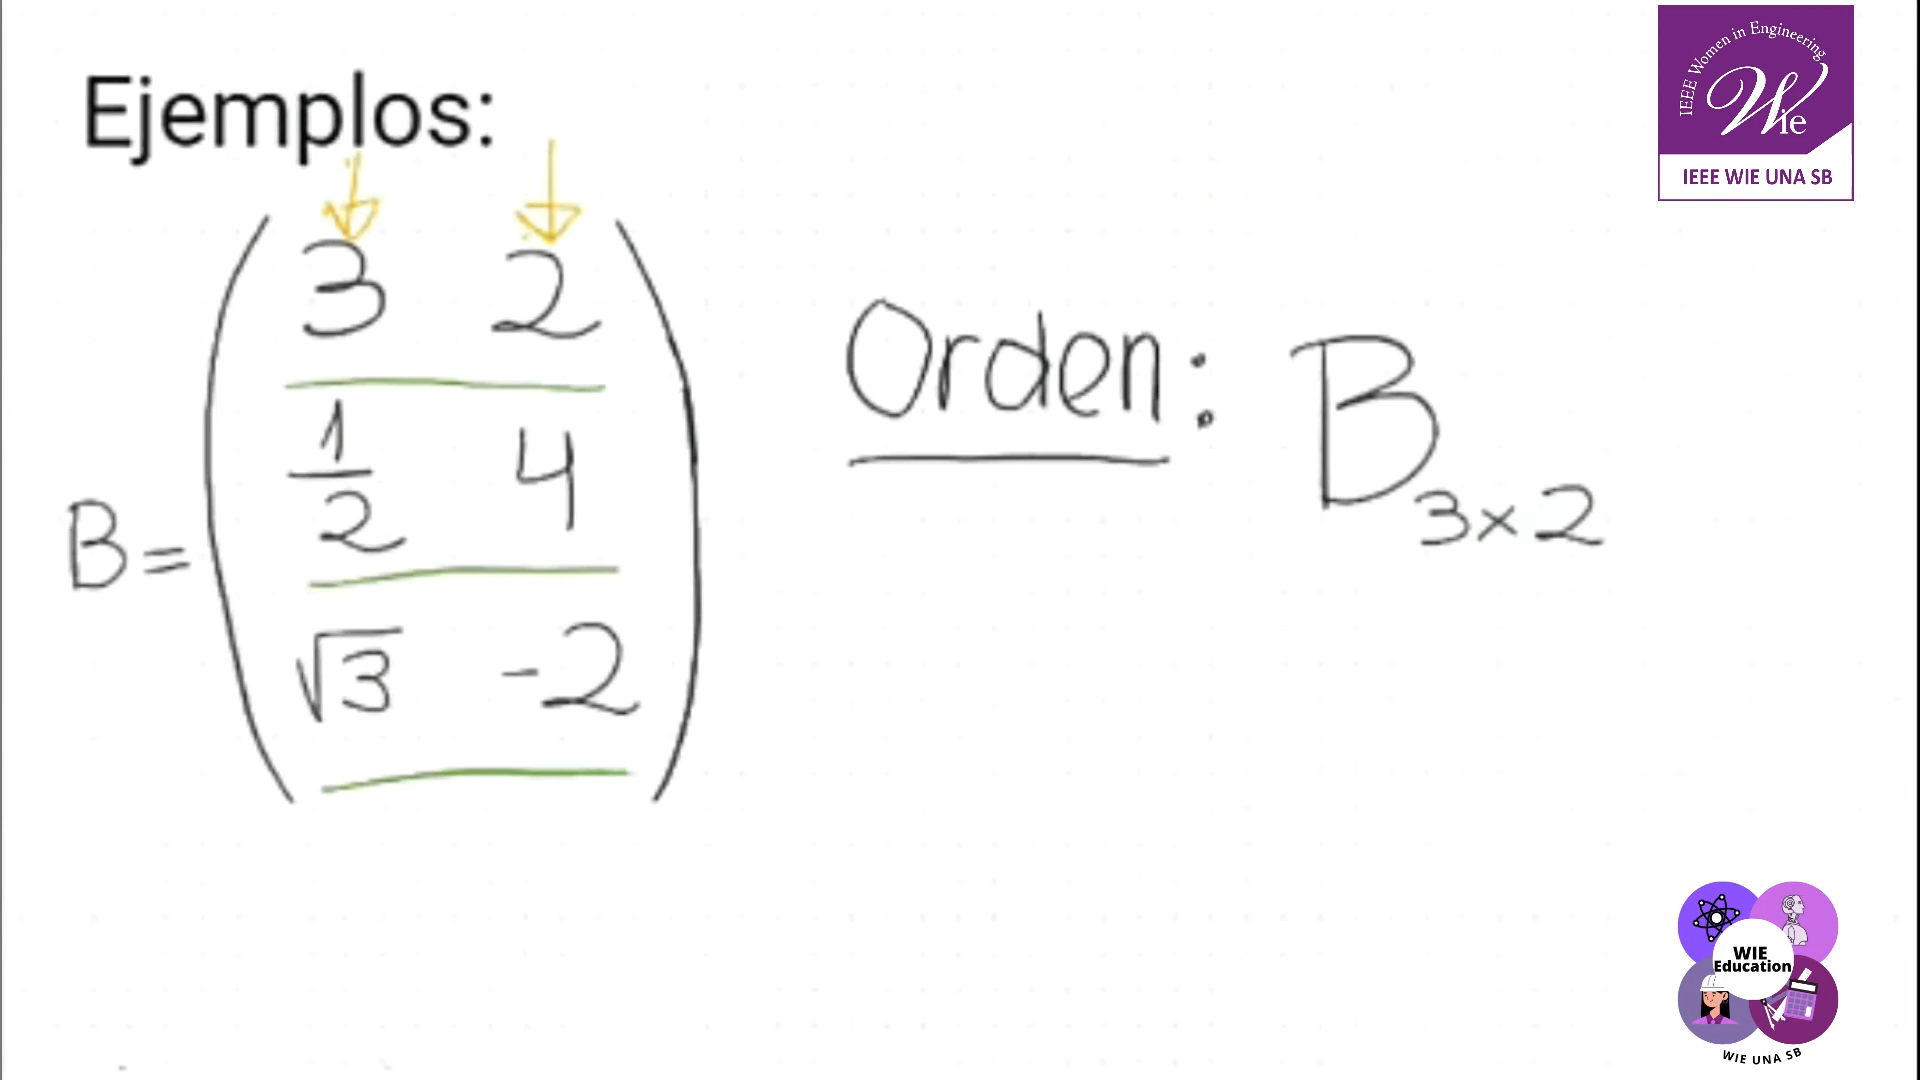 Ejemplos:
B = ( 3 2
1/2 4
√3 -2 )
Orden: B 3x2
IEEE Women in Engineering
Wie
IEEE WIE UNA SB
WIE
Education
WIE UNA SB